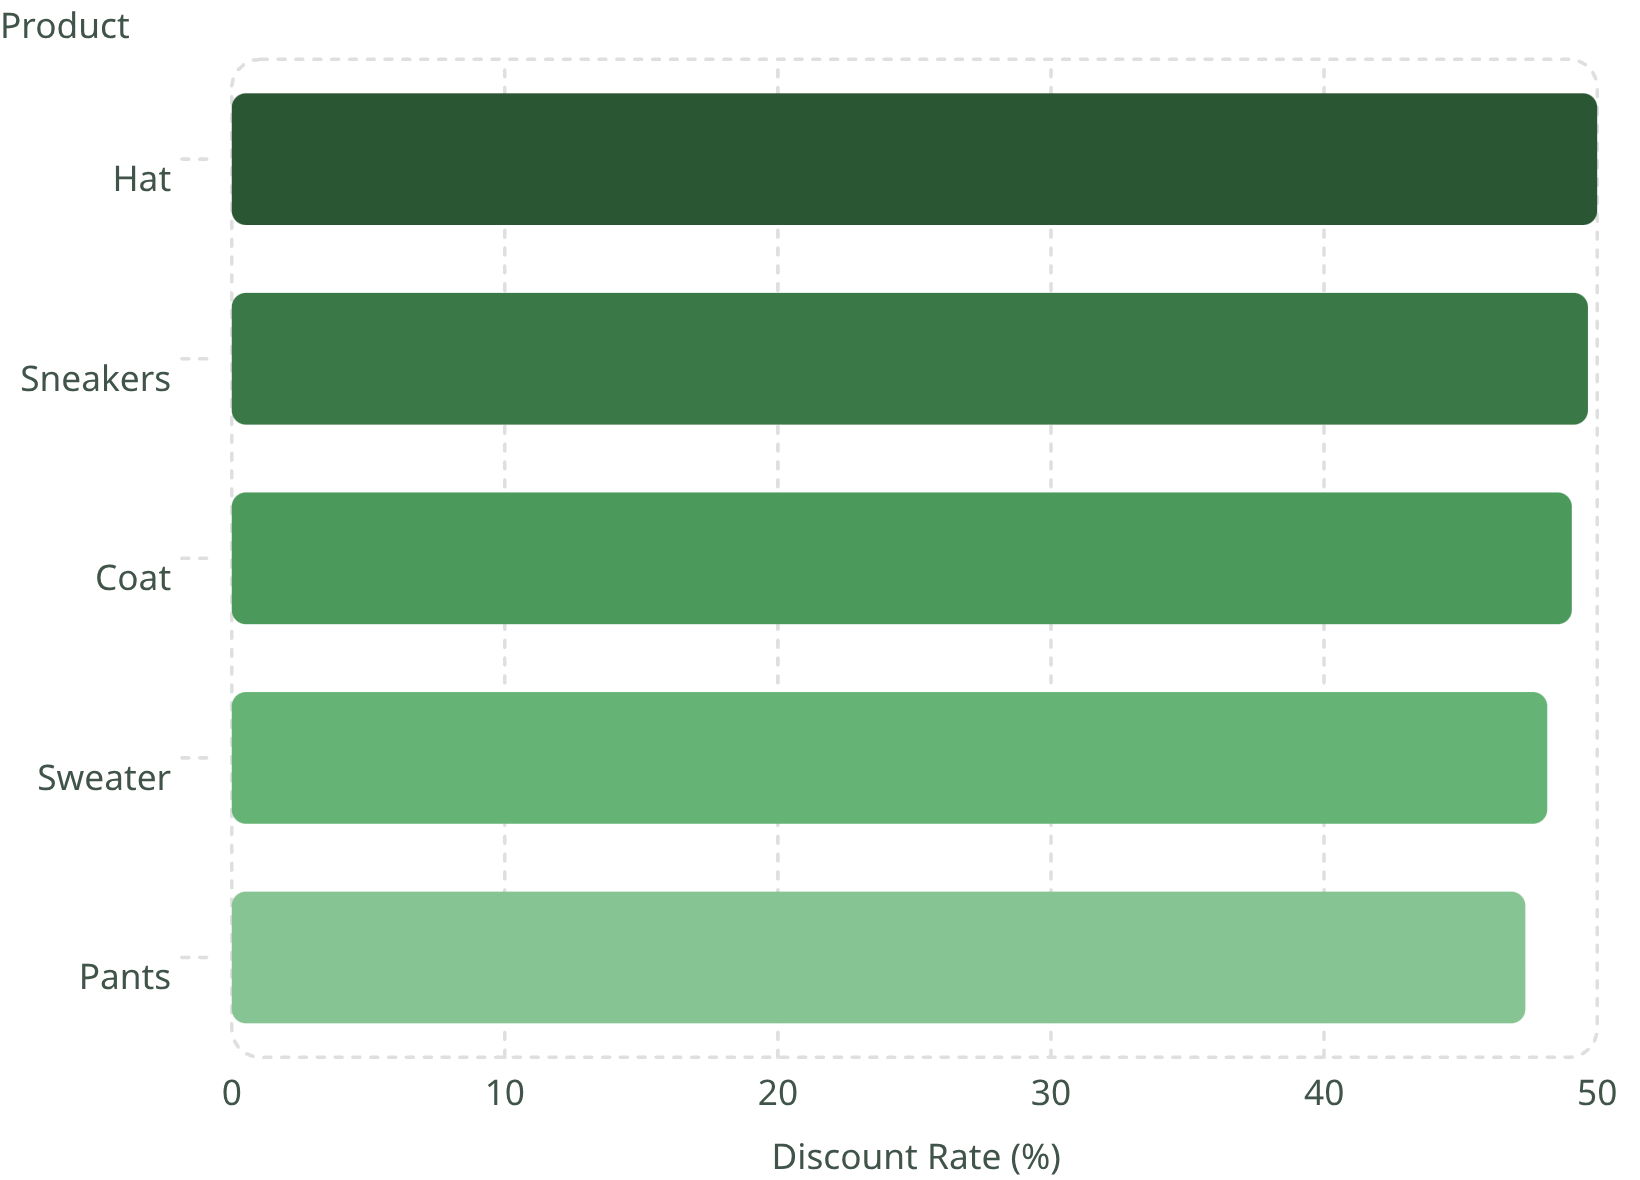 Product
Hat
Sneakers
Coat
Sweater
Pants
0 10 20 30 40 50
Discount Rate (%)